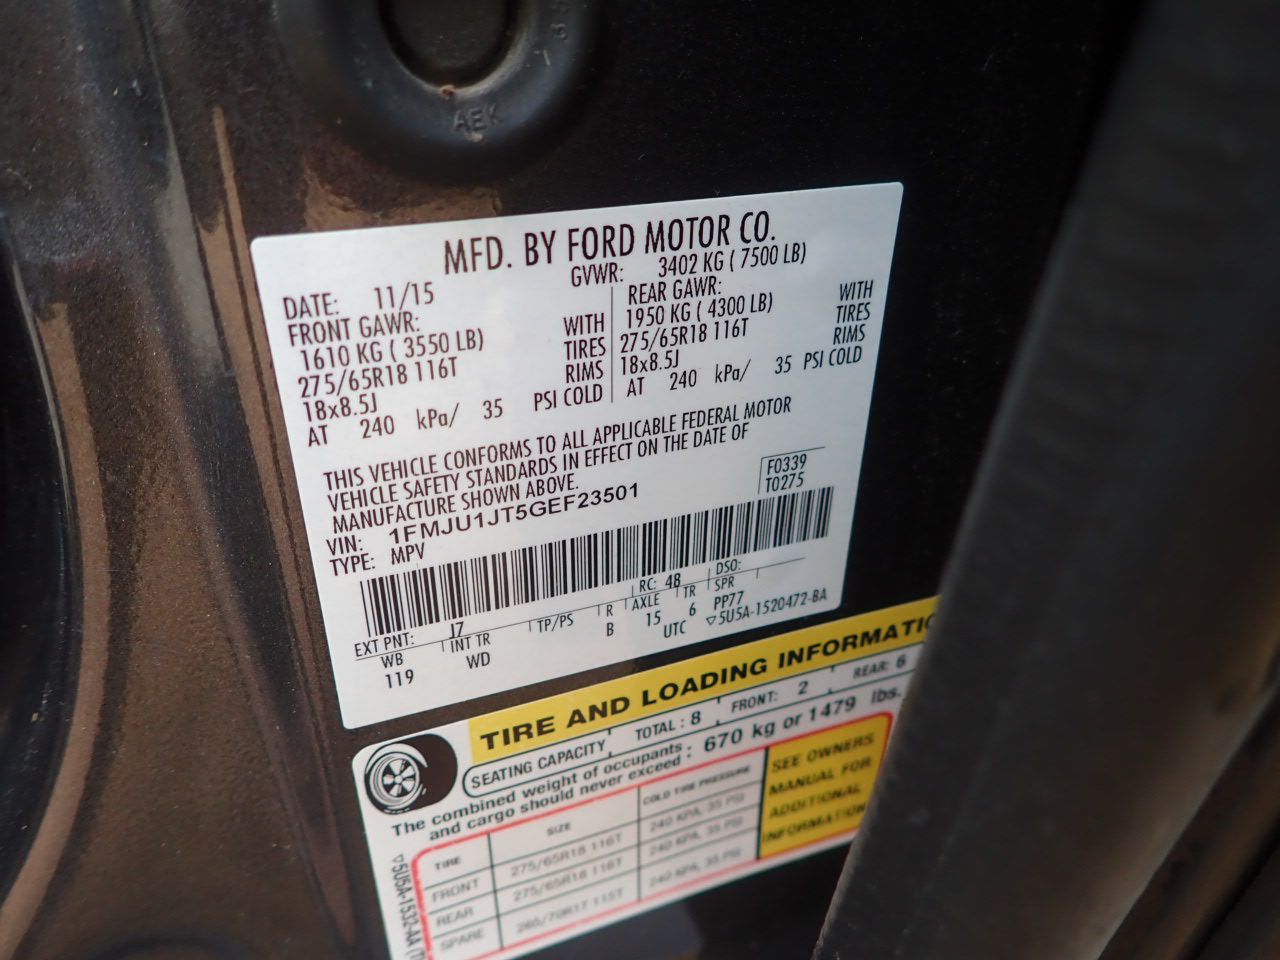 AEK
MFD. BY FORD MOTOR CO.
DATE: 11/15 GVWR: 3402 KG ( 7500 LB)
FRONT GAWR: REAR GAWR:
1610 KG ( 3550 LB) WITH 1950 KG ( 4300 LB) WITH
275/65R18 116T TIRES 275/65R18 116T TIRES
18x8.5J RIMS 18x8.5J RIMS
AT 240 kPa/ 35 PSI COLD AT 240 kPa/ 35 PSI COLD
THIS VEHICLE CONFORMS TO ALL APPLICABLE FEDERAL MOTOR
VEHICLE SAFETY STANDARDS IN EFFECT ON THE DATE OF
MANUFACTURE SHOWN ABOVE.
F0339
T0275
VIN: 1FMJU1JT5GEF23501
TYPE: MPV
EXT PNT: J7 RC: 48 DSO:
WB INT TR TP/PS R AXLE TR SPR
119 WD B 15 6 PP77
UTC ▽5U5A-1520472-BA
TIRE AND LOADING INFORMATIO
SEATING CAPACITY TOTAL: 8 FRONT: 2 REAR: 6
The combined weight of occupants and cargo should never exceed: 670 kg or 1479 lbs.
TIRE SIZE COLD TIRE PRESSURE
FRONT 275/65R18 116T 240 KPA, 35 PSI
REAR 275/65R18 116T 240 KPA, 35 PSI
SPARE 265/70R17 115T 240 KPA, 35 PSI
SEE OWNERS
MANUAL FOR
ADDITIONAL
INFORMATION
▽5U5A-1532-AA